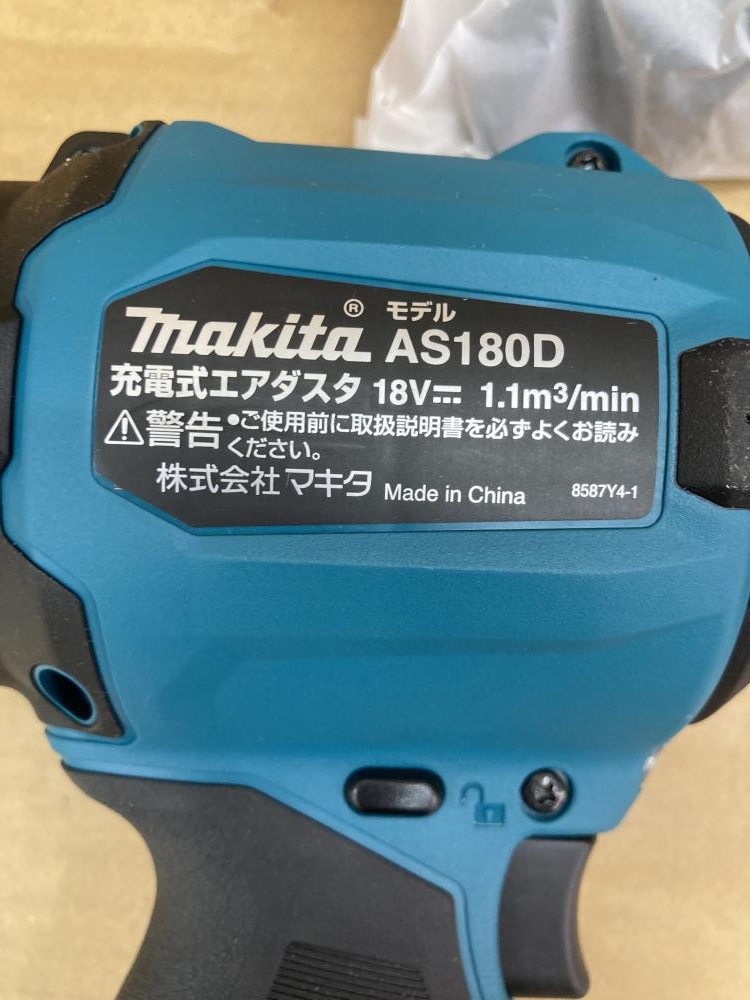 makita® モデル AS180D
充電式エアダスタ 18V⎓ 1.1m³/min
⚠警告 •ご使用前に取扱説明書を必ずよくお読み
ください。
株式会社マキタ Made in China 8587Y4-1